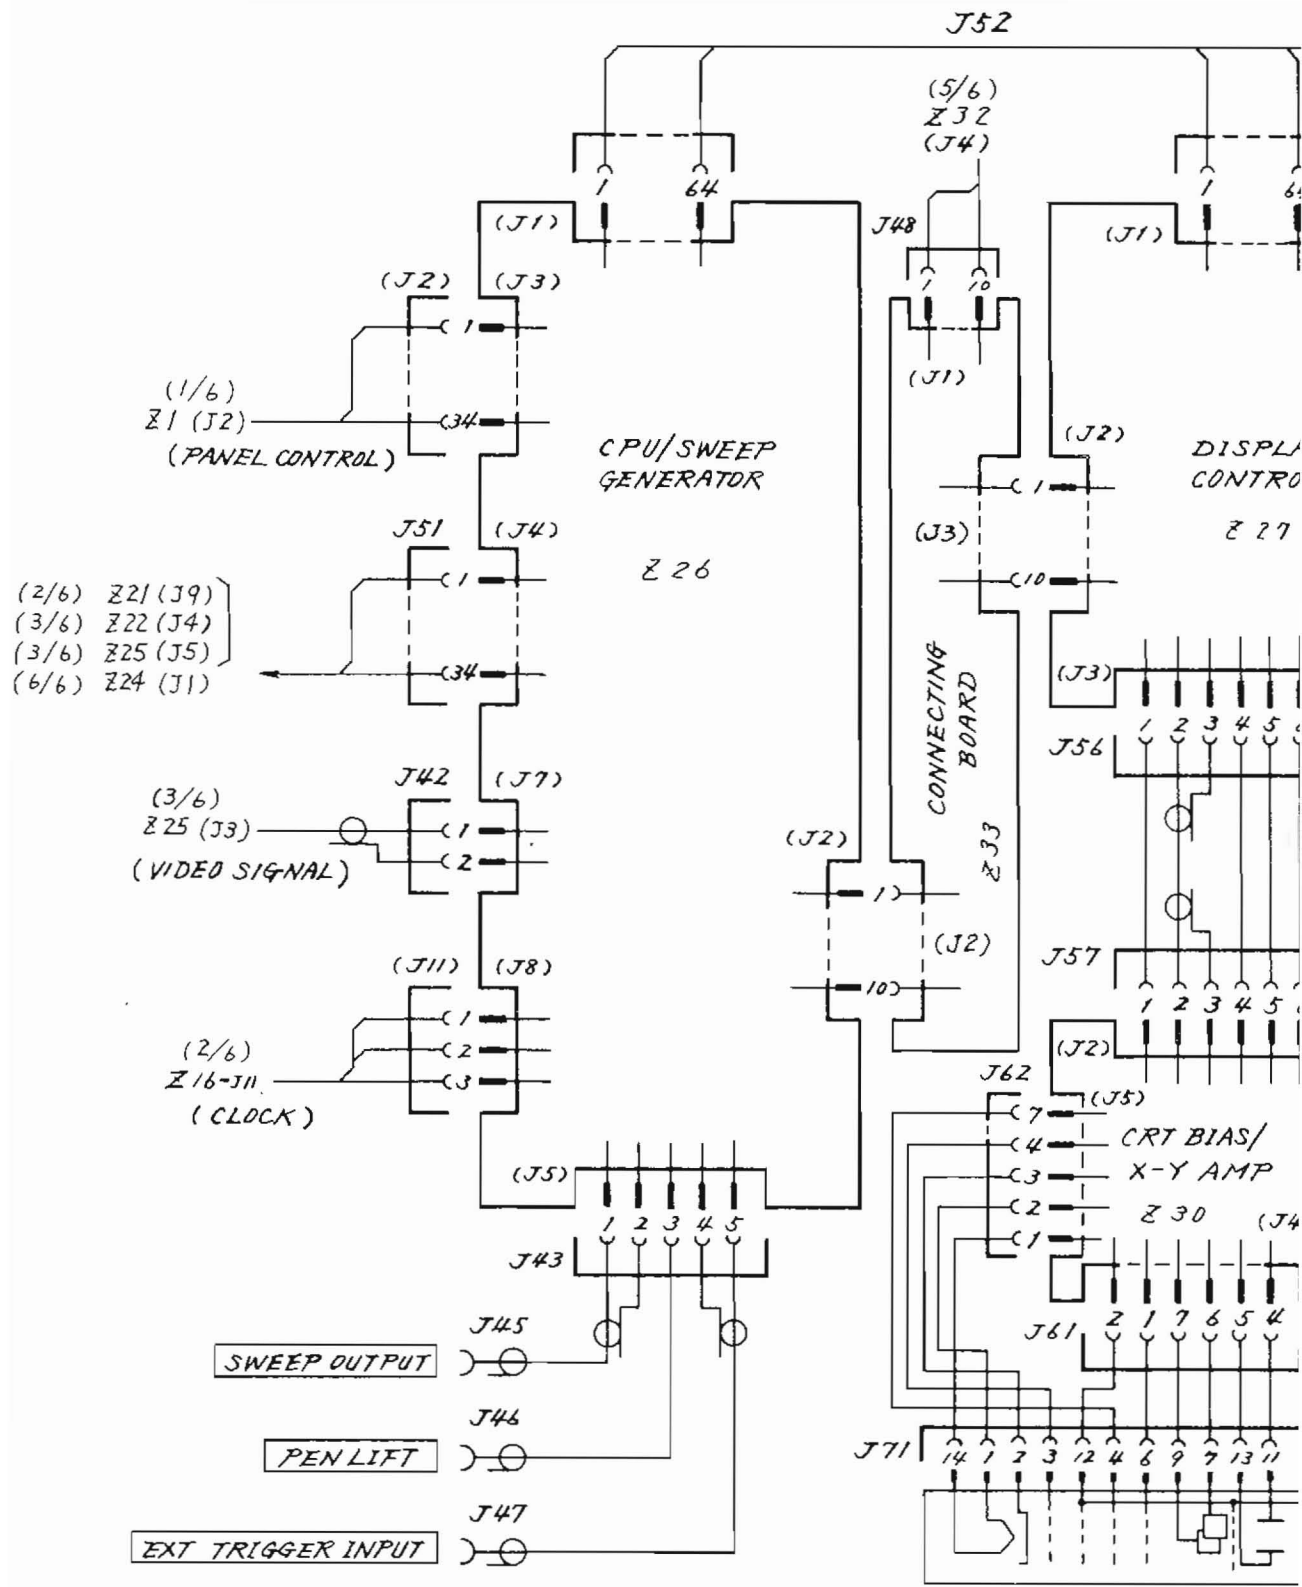 J52
(5/6)
Z32
(J4)
1
64
1
(J1)
J48
(J1)
1
10
(J2)
(J3)
1
(J1)
(1/6)
Z1 (J2)
34
(PANEL CONTROL)
CPU/SWEEP
GENERATOR
Z26
(J2)
1
(J3)
10
Z27
J51
(J4)
1
(2/6) Z21 (J9)
(3/6) Z22 (J4)
(3/6) Z25 (J5)
(6/6) Z24 (J1)
34
CONNECTING
BOARD
Z33
(J3)
1 2 3 4 5
J56
J42
(J7)
(3/6)
Z25 (J3)
1
2
(VIDEO SIGNAL)
(J2)
1
(J2)
10
J57
1 2 3 4 5
(J2)
(J11)
(J8)
1
2
3
(2/6)
Z16-J11
(CLOCK)
J62
(J5)
7
4
3
2
1
CRT BIAS/
X-Y AMP
Z30
(J5)
1 2 3 4 5
J43
J61
2 1 7 6 5 4
J45
SWEEP OUTPUT
J46
PEN LIFT
J71
14 1 2 3 12 4 6 9 7 13 11
J47
EXT TRIGGER INPUT